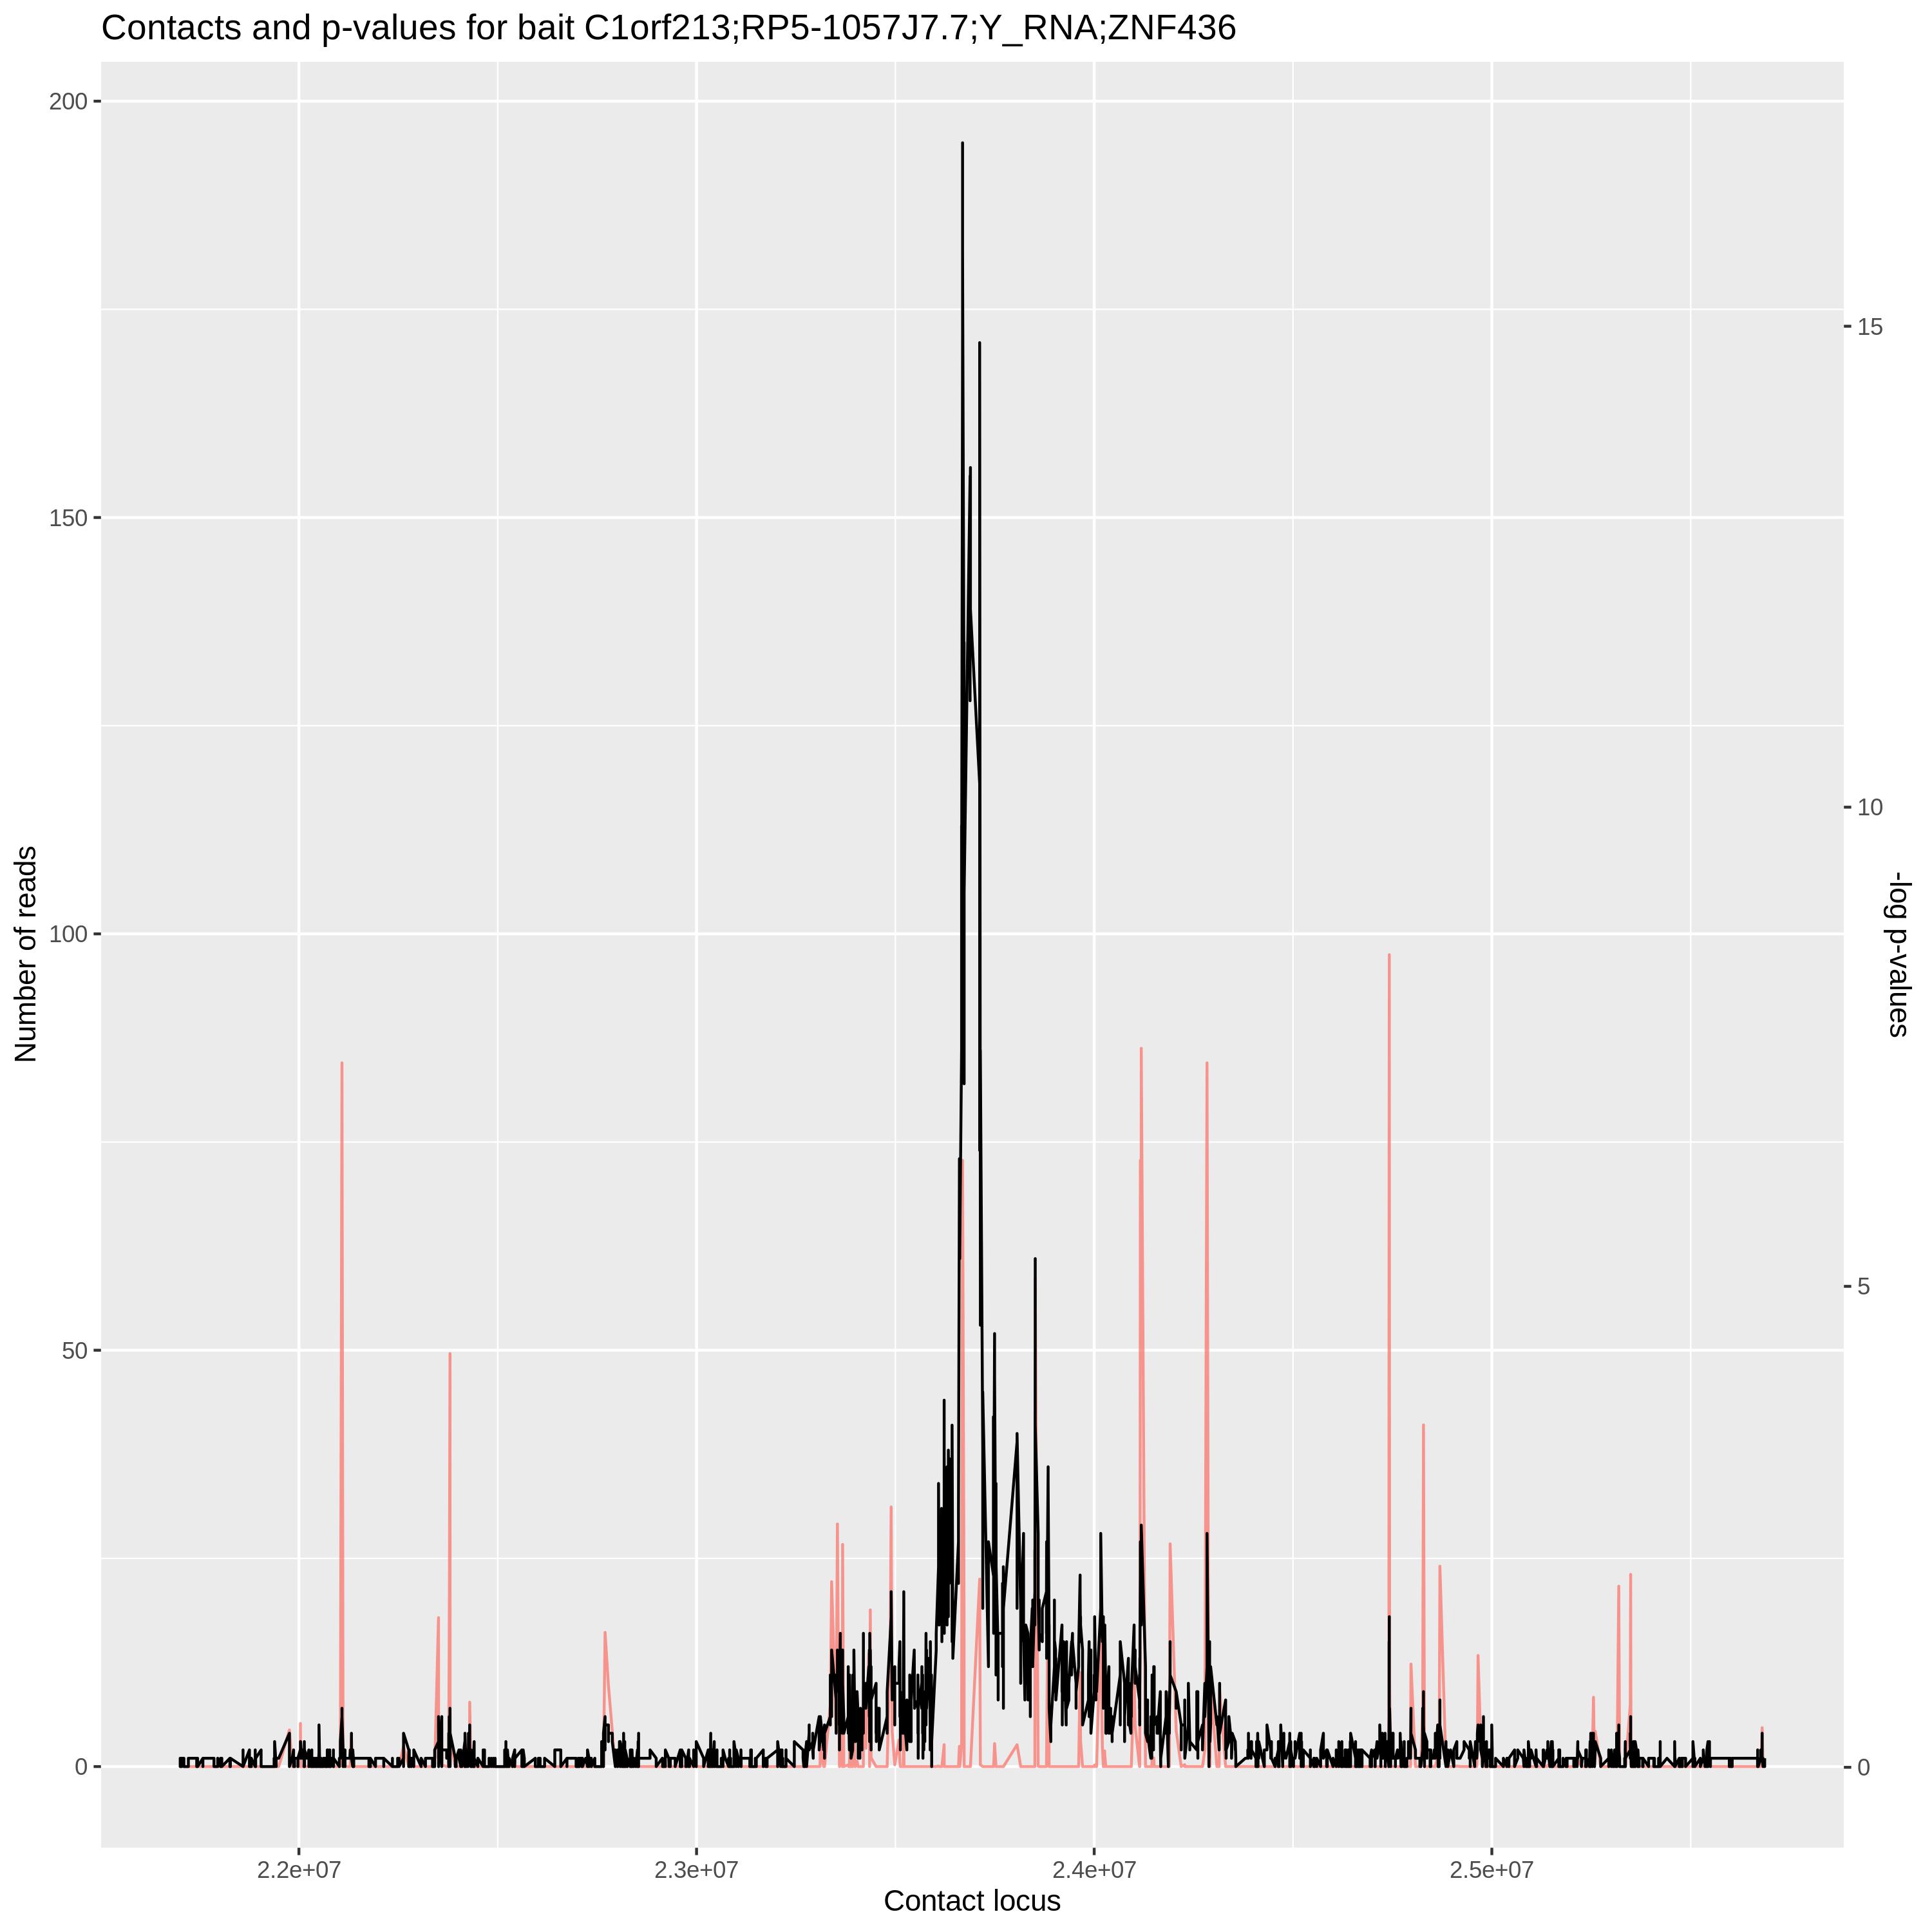 Contacts and p-values for bait C1orf213;RP5-1057J7.7;Y_RNA;ZNF436
200
150
100
50
0
Number of reads
15
10
5
0
-log p-values
2.2e+07
2.3e+07
2.4e+07
2.5e+07
Contact locus